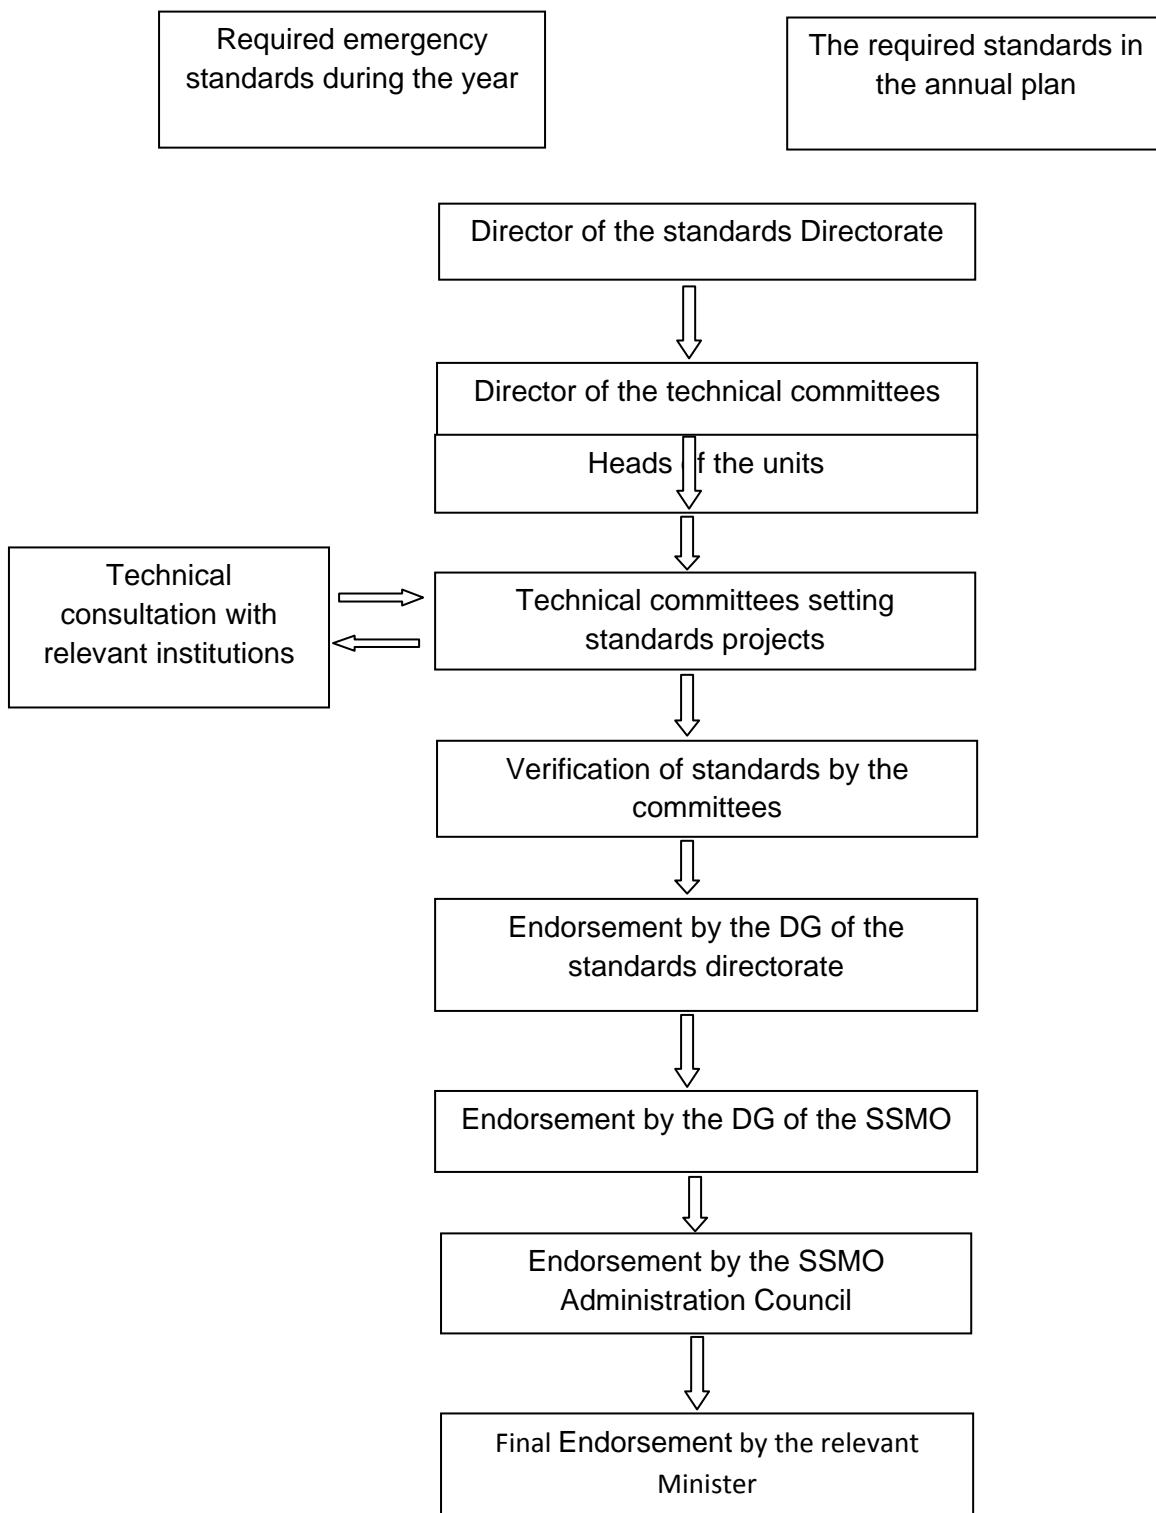 Required emergency
standards during the year
The required standards in
the annual plan
Director of the standards Directorate
Director of the technical committees
Heads of the units
Technical
consultation with
relevant institutions
Technical committees setting
standards projects
Verification of standards by the
committees
Endorsement by the DG of the
standards directorate
Endorsement by the DG of the SSMO
Endorsement by the SSMO
Administration Council
Final Endorsement by the relevant
Minister